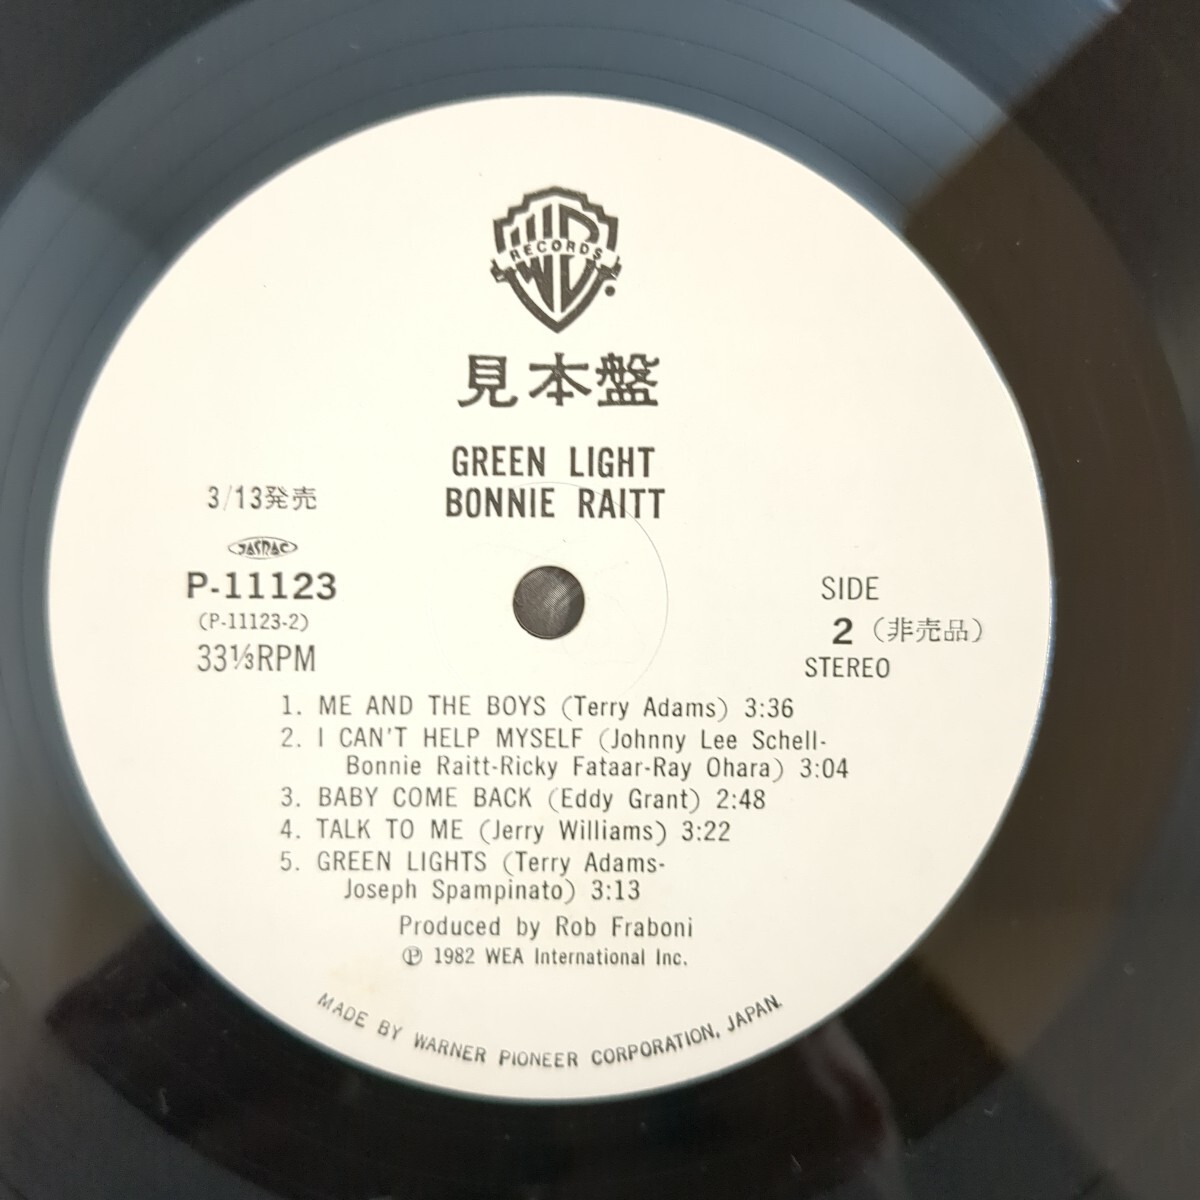 WB
RECORDS
見本盤
GREEN LIGHT
BONNIE RAITT
3/13発売
JASRAC
P-11123
(P-11123-2)
33⅓RPM
SIDE
2 (非売品)
STEREO
1. ME AND THE BOYS (Terry Adams) 3:36
2. I CAN'T HELP MYSELF (Johnny Lee Schell-
Bonnie Raitt-Ricky Fataar-Ray Ohara) 3:04
3. BABY COME BACK (Eddy Grant) 2:48
4. TALK TO ME (Jerry Williams) 3:22
5. GREEN LIGHTS (Terry Adams-
Joseph Spampinato) 3:13
Produced by Rob Fraboni
℗ 1982 WEA International Inc.
MADE BY WARNER PIONEER CORPORATION, JAPAN.